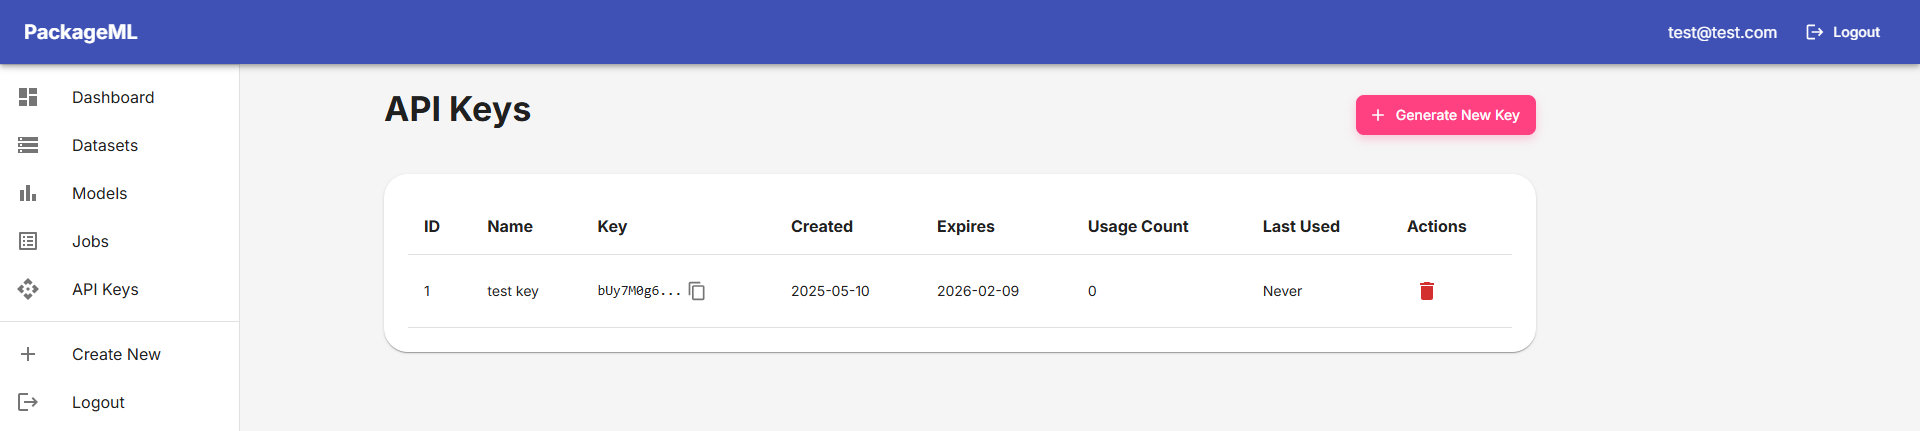 PackageML
test@test.com
Logout
Dashboard
Datasets
Models
Jobs
API Keys
Create New
Logout
API Keys
Generate New Key
ID Name Key Created Expires Usage Count Last Used Actions
1 test key bUy7M0g6... 2025-05-10 2026-02-09 0 Never